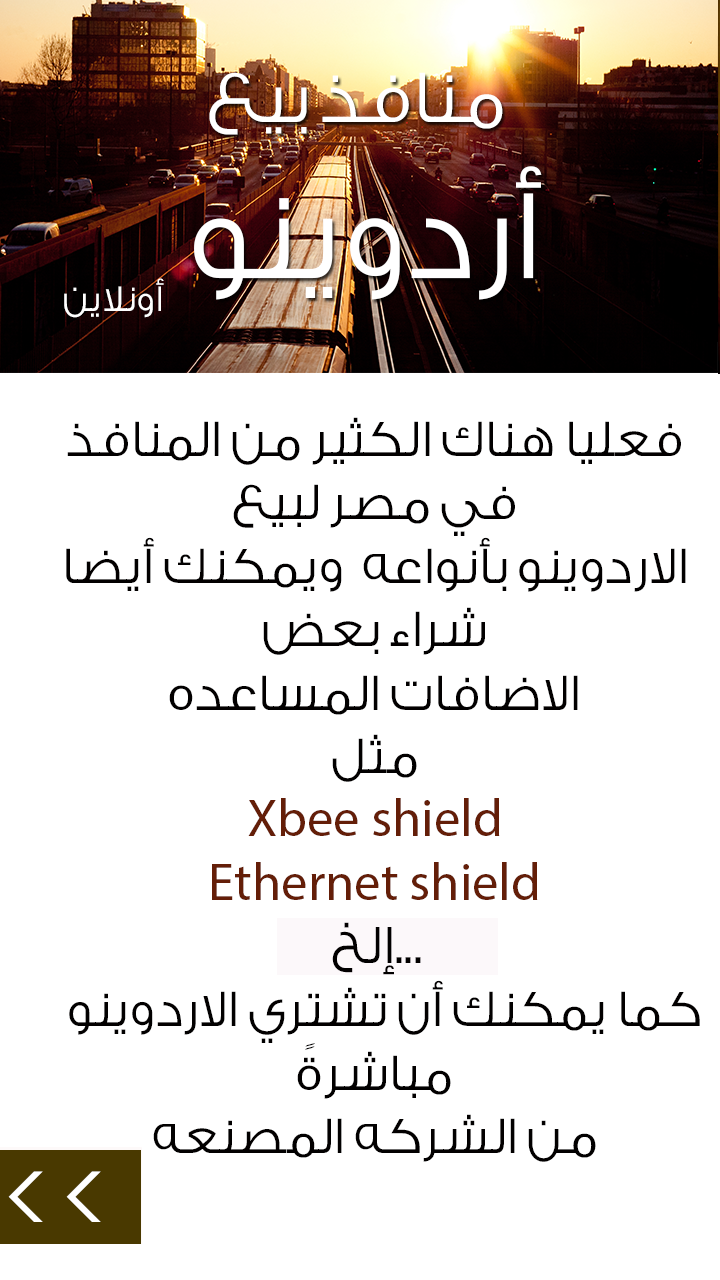 منافذ بيع
أردوينو
أونلاين
فعليا هناك الكثير من المنافذ
في مصر لبيع
الاردوينو بأنواعه ويمكنك أيضا
شراء بعض
الاضافات المساعده
مثل
Xbee shield
Ethernet shield
...إلخ
كما يمكنك أن تشتري الاردوينو
مباشرةً
من الشركه المصنعه
>>